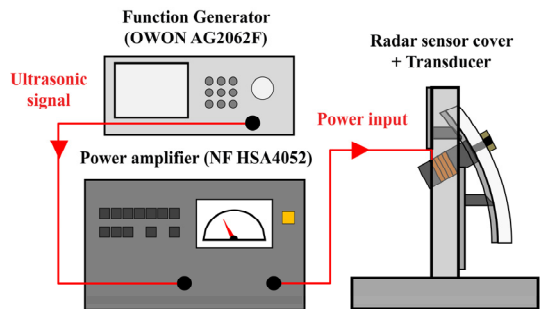 Function Generator
(OWON AG2062F)
Ultrasonic
signal
Radar sensor cover
+ Transducer
Power input
Power amplifier (NF HSA4052)